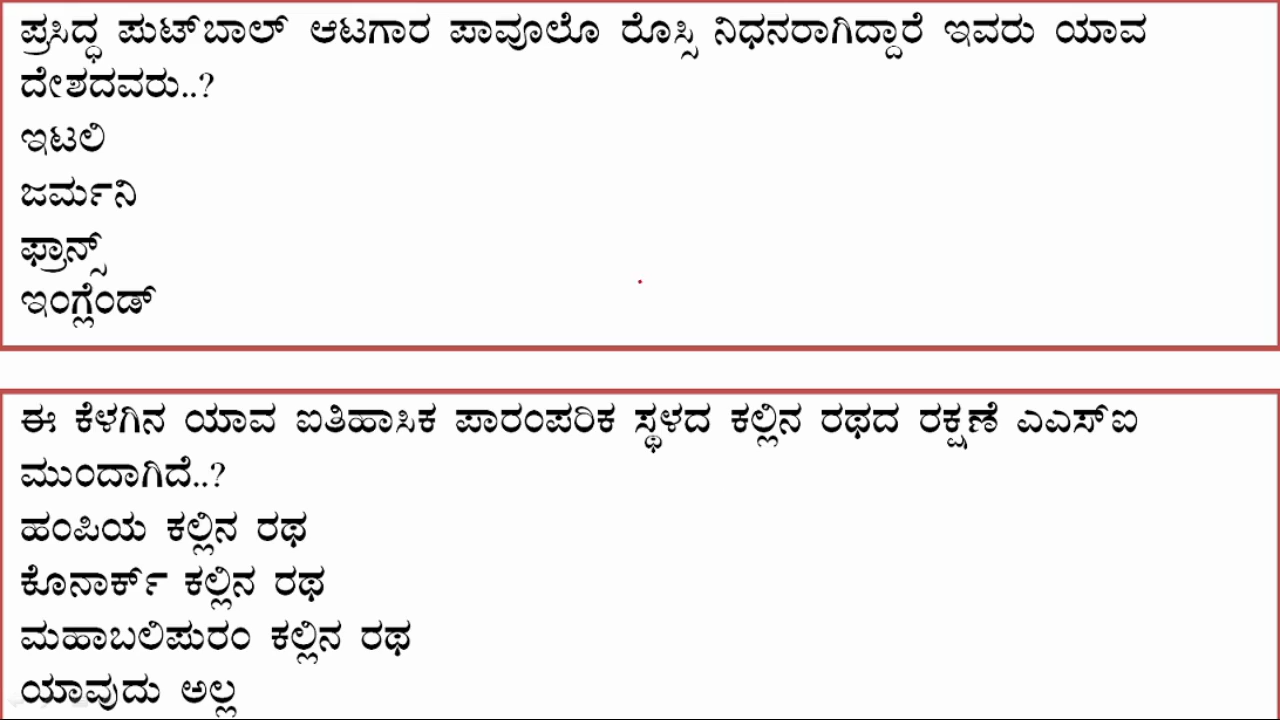 ಪ್ರಸಿದ್ಧ ಪುಟ್‌ಬಾಲ್ ಆಟಗಾರ ಪಾವೂಲೊ ರೊಸ್ಸಿ ನಿಧನರಾಗಿದ್ದಾರೆ ಇವರು ಯಾವ
ದೇಶದವರು..?
ಇಟಲಿ
ಜರ್ಮನಿ
ಫ್ರಾನ್ಸ್
ಇಂಗ್ಲೆಂಡ್
ಈ ಕೆಳಗಿನ ಯಾವ ಐತಿಹಾಸಿಕ ಪಾರಂಪರಿಕ ಸ್ಥಳದ ಕಲ್ಲಿನ ರಥದ ರಕ್ಷಣೆ ಎಎಸ್‌ಐ
ಮುಂದಾಗಿದೆ..?
ಹಂಪಿಯ ಕಲ್ಲಿನ ರಥ
ಕೊನಾರ್ಕ್ ಕಲ್ಲಿನ ರಥ
ಮಹಾಬಲಿಪುರಂ ಕಲ್ಲಿನ ರಥ
ಯಾವುದು ಅಲ್ಲ